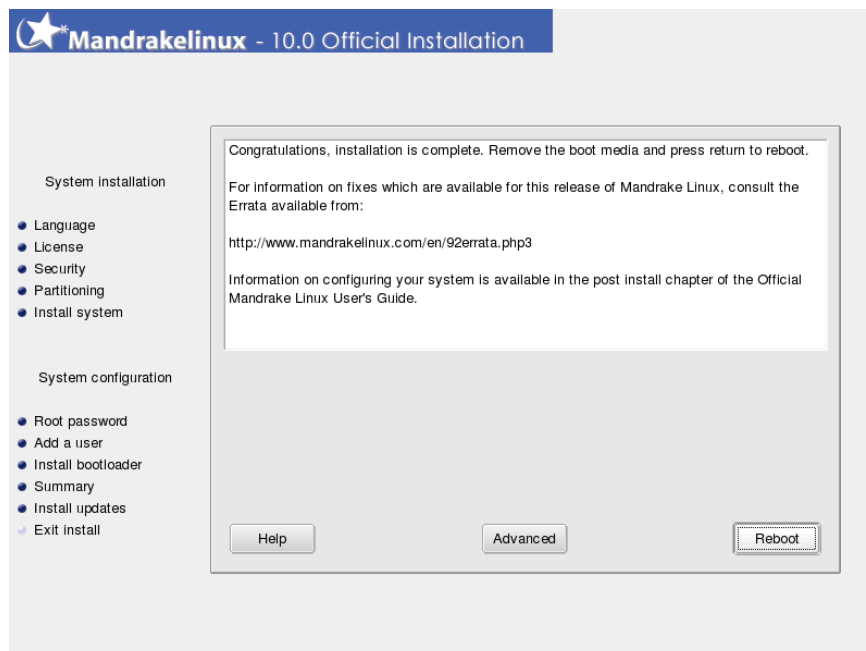 Mandrakelinux - 10.0 Official Installation
System installation
Language
License
Security
Partitioning
Install system
System configuration
Root password
Add a user
Install bootloader
Summary
Install updates
Exit install
Congratulations, installation is complete. Remove the boot media and press return to reboot.
For information on fixes which are available for this release of Mandrake Linux, consult the
Errata available from:
http://www.mandrakelinux.com/en/92errata.php3
Information on configuring your system is available in the post install chapter of the Official
Mandrake Linux User's Guide.
Help
Advanced
Reboot